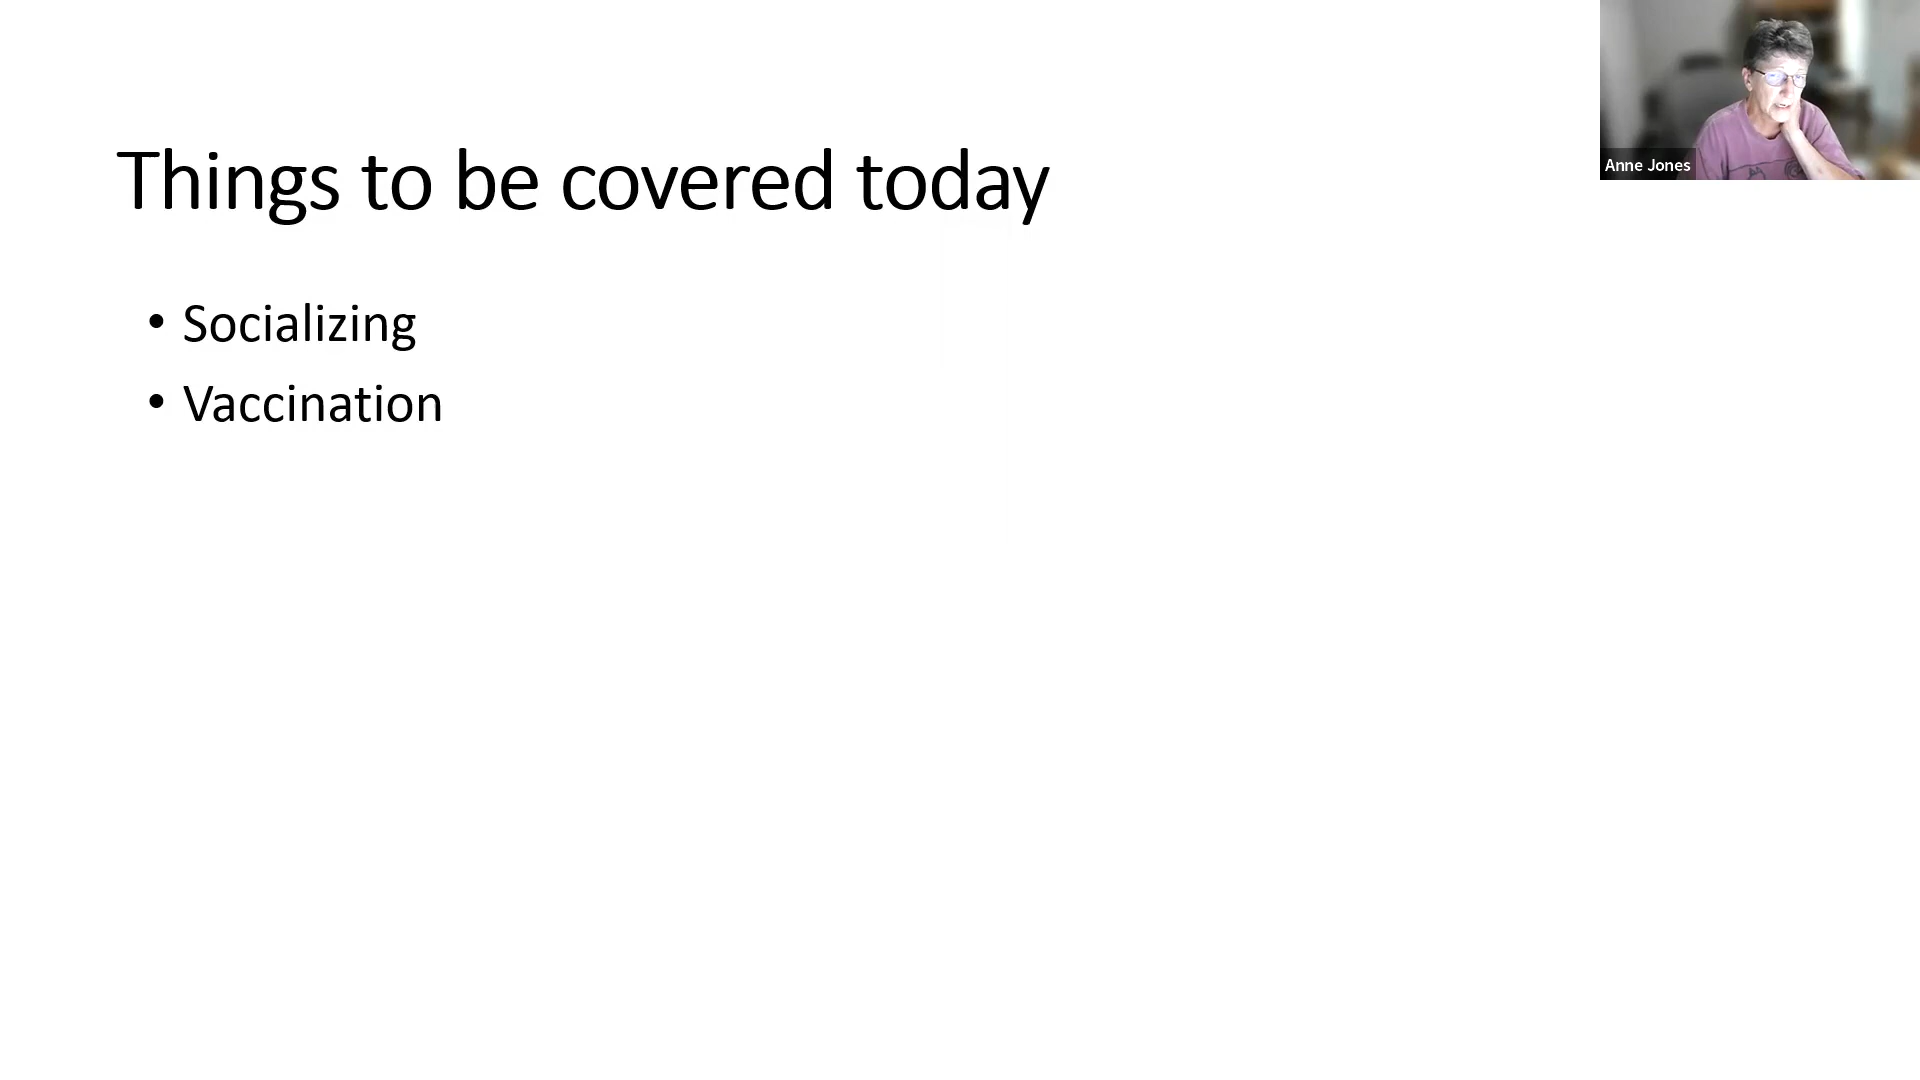 Things to be covered today
• Socializing
• Vaccination
Anne Jones